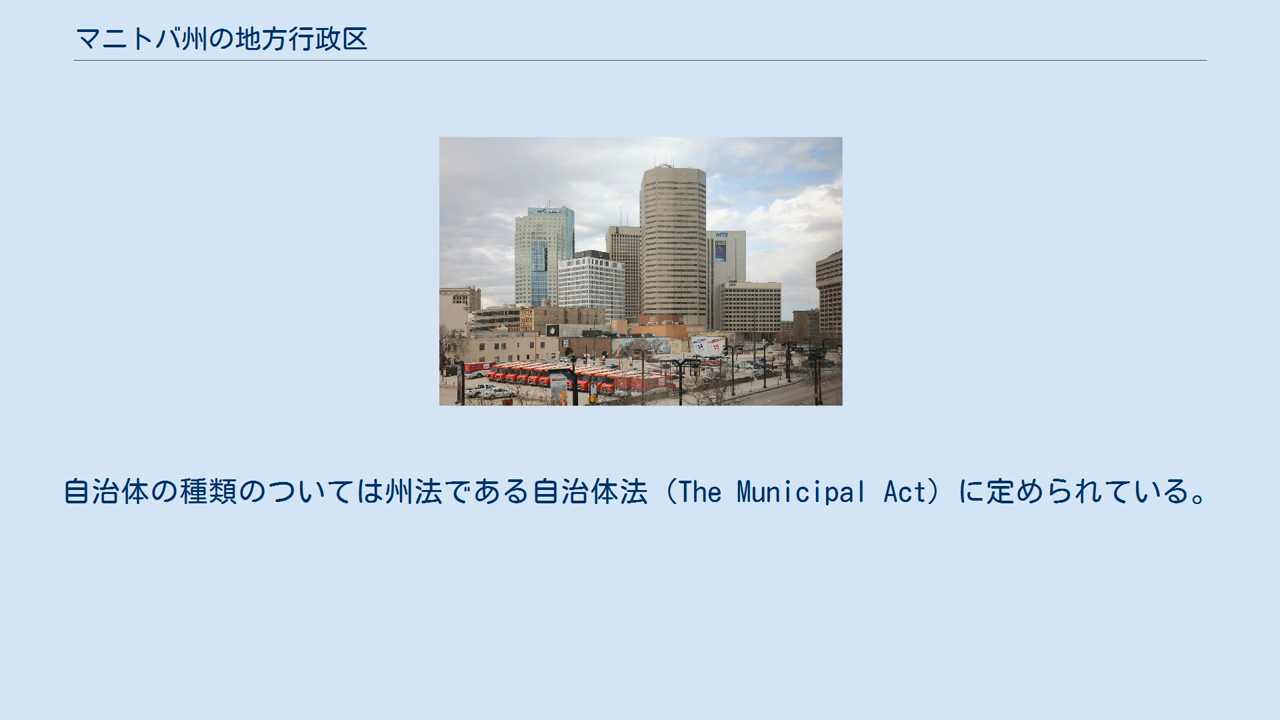 マニトバ州の地方行政区
MTS
自治体の種類のついては州法である自治体法（The Municipal Act）に定められている。